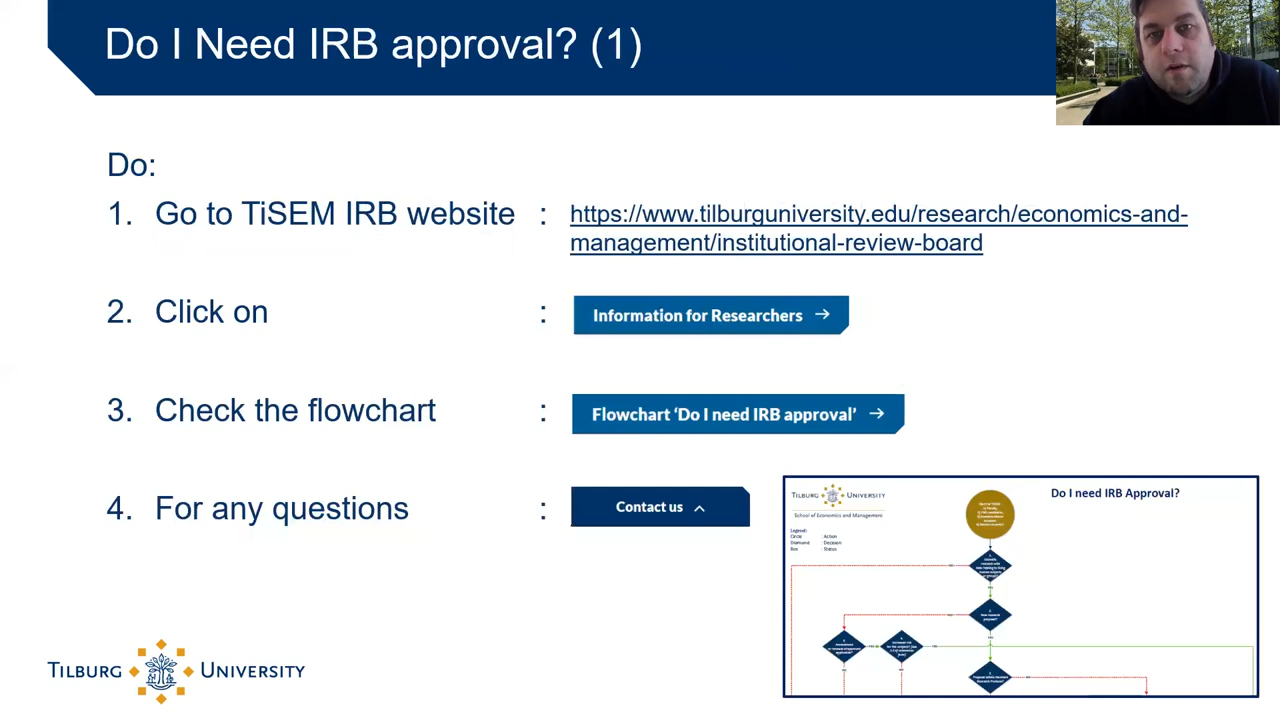 Do I Need IRB approval? (1)
Do:
1. Go to TiSEM IRB website : https://www.tilburguniversity.edu/research/economics-and-
management/institutional-review-board
2. Click on : Information for Researchers →
3. Check the flowchart : Flowchart ‘Do I need IRB approval’ →
4. For any questions : Contact us
TILBURG UNIVERSITY
School of Economics and Management
Do I need IRB Approval?
Legend:
Circle : Action
Diamond : Decision
Box : Status
TILBURG UNIVERSITY